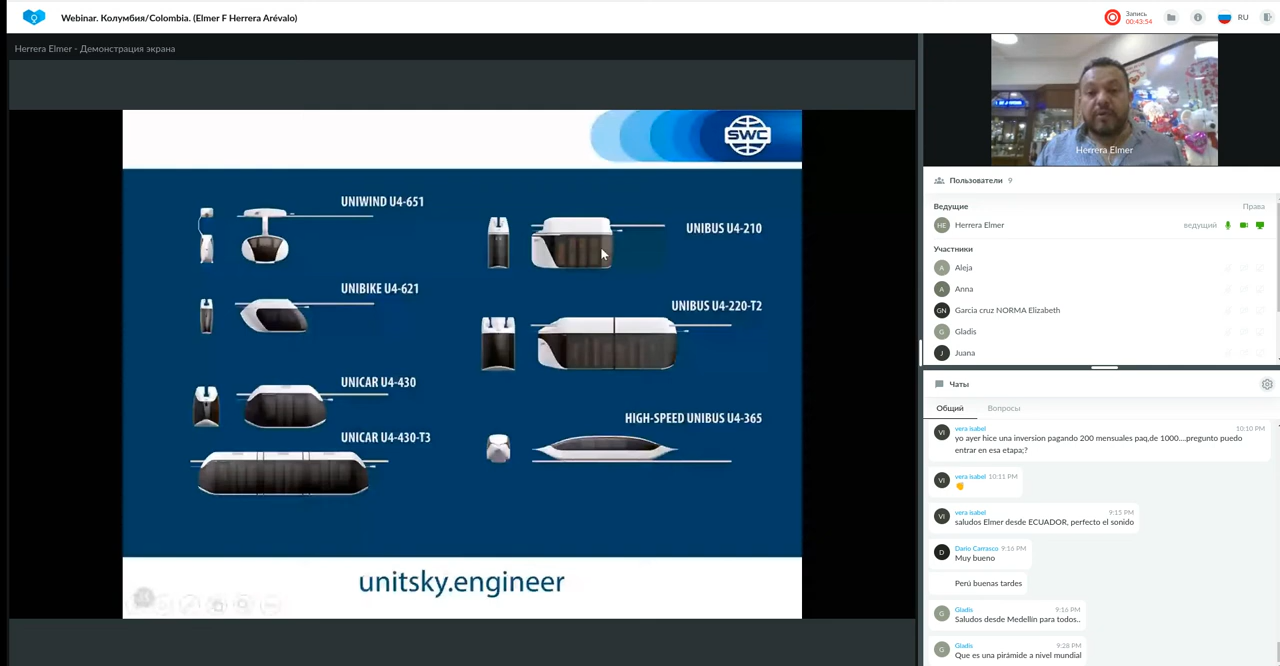 Webinar. Колумбия/Colombia. (Elmer F Herrera Arévalo)
Запись
00:43:54
RU
Herrera Elmer - Демонстрация экрана
SWC
UNIWIND U4-651
UNIBIKE U4-621
UNICAR U4-430
UNICAR U4-430-T3
UNIBUS U4-210
UNIBUS U4-220-T2
HIGH-SPEED UNIBUS U4-365
unitsky.engineer
Herrera Elmer
Пользователи 9
Ведущие Права
HE Herrera Elmer ведущий
Участники
A Aleja
A Anna
GN Garcia cruz NORMA Elizabeth
G Gladis
J Juana
Чаты
Общий Вопросы
VI vera isabel 10:10 PM
yo ayer hice una inversion pagando 200 mensuales paq,de 1000....pregunto puedo
entrar en esa etapa;?
VI vera isabel 10:11 PM
VI vera isabel 9:15 PM
saludos Elmer desde ECUADOR, perfecto el sonido
D Dario Carrasco 9:16 PM
Muy bueno
Perú buenas tardes
G Gladis 9:16 PM
Saludos desde Medellín para todos..
G Gladis 9:28 PM
Que es una pirámide a nivel mundial